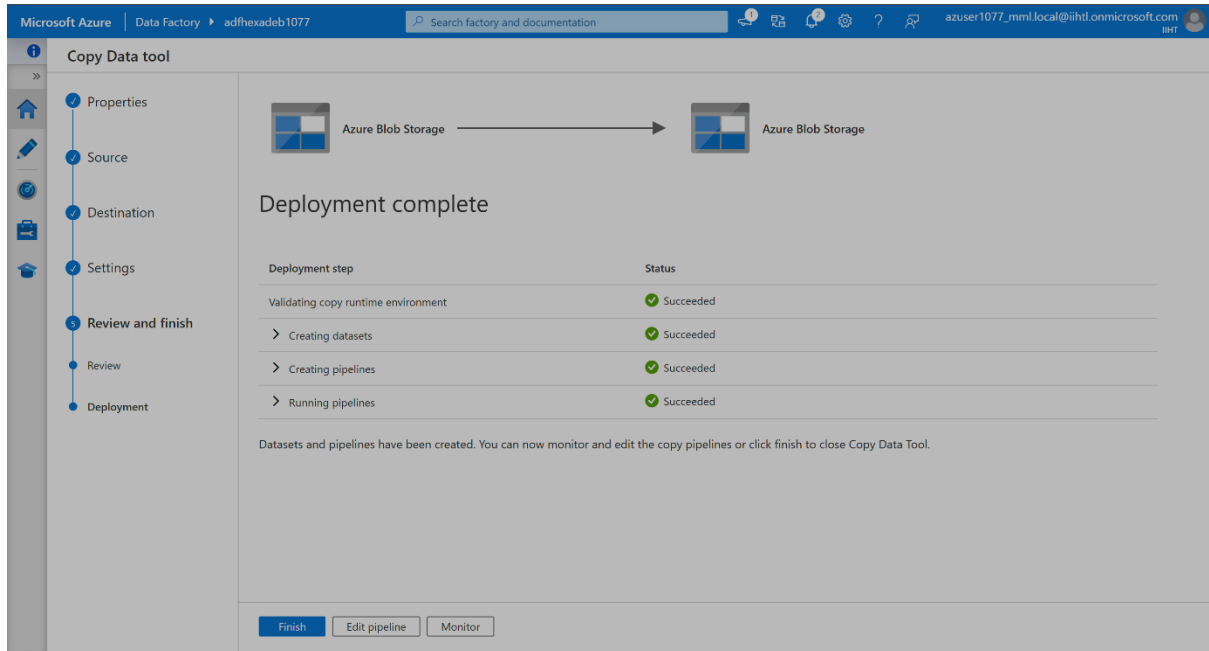 Microsoft Azure | Data Factory ▸ adfhexadeb1077
Search factory and documentation
1
2
?
azuser1077_mml.local@iihtl.onmicrosoft.com
IIHT
Copy Data tool
Properties
Source
Destination
Settings
5 Review and finish
Review
Deployment
Azure Blob Storage
Azure Blob Storage
Deployment complete
Deployment step Status
Validating copy runtime environment Succeeded
Creating datasets Succeeded
Creating pipelines Succeeded
Running pipelines Succeeded
Datasets and pipelines have been created. You can now monitor and edit the copy pipelines or click finish to close Copy Data Tool.
Finish Edit pipeline Monitor